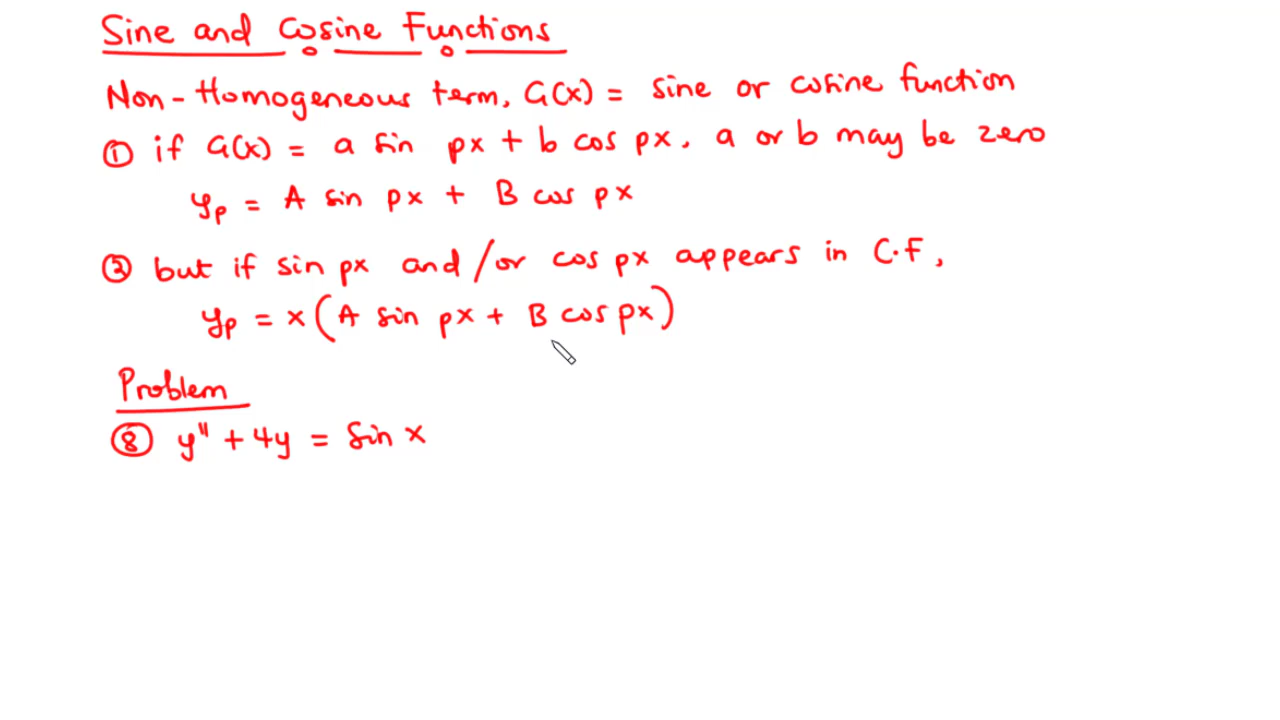 Sine and Cosine Functions
Non-Homogeneous term, G(x) = sine or cosine function
① if G(x) = a sin px + b cos px, a or b may be zero
yₚ = A sin px + B cos px
② but if sin px and/or cos px appears in C.F,
yₚ = x(A sin px + B cos px)
Problem
⑧ y'' + 4y = sin x